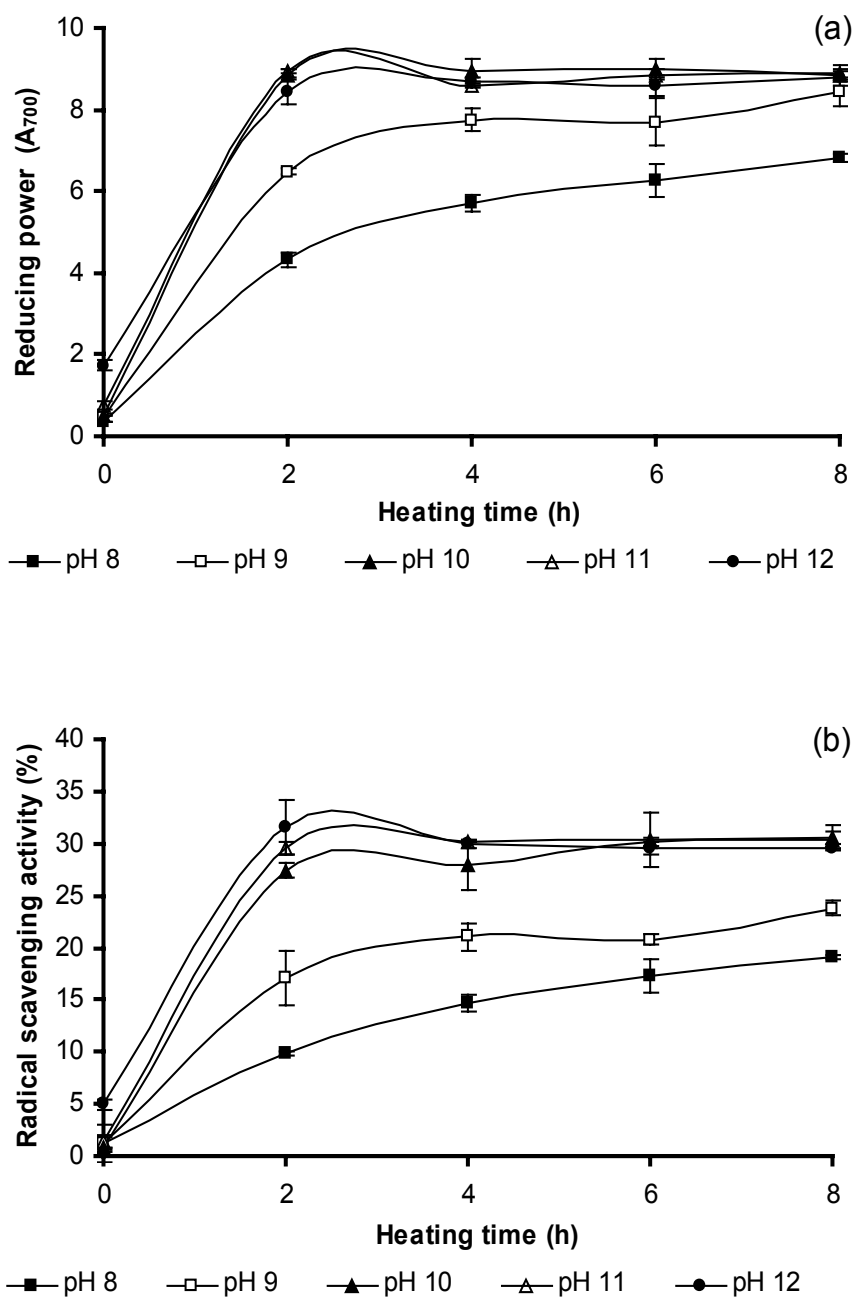 (a)
10
8
6
4
2
0
Reducing power (A₇₀₀)
0 2 4 6 8
Heating time (h)
pH 8 pH 9 pH 10 pH 11 pH 12
(b)
40
35
30
25
20
15
10
5
0
Radical scavenging activity (%)
0 2 4 6 8
Heating time (h)
pH 8 pH 9 pH 10 pH 11 pH 12